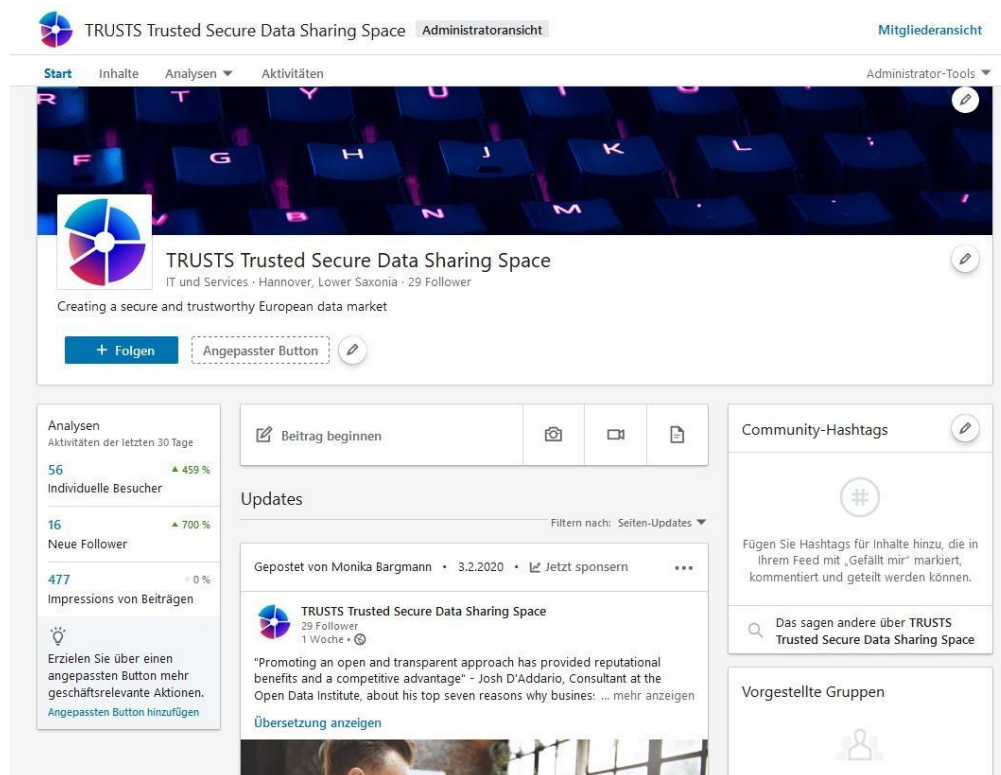 TRUSTS Trusted Secure Data Sharing Space Administratoransicht
Mitgliederansicht
Start Inhalte Analysen Aktivitäten
Administrator-Tools
R T Y U I O P
F G H J K L ;
V B N M
TRUSTS Trusted Secure Data Sharing Space
IT und Services · Hannover, Lower Saxonia · 29 Follower
Creating a secure and trustworthy European data market
+ Folgen
Angepasster Button
Analysen
Aktivitäten der letzten 30 Tage
56 ▲ 459 %
Individuelle Besucher
16 ▲ 700 %
Neue Follower
477 0 %
Impressions von Beiträgen
Erzielen Sie über einen
angepassten Button mehr
geschäftsrelevante Aktionen.
Angepassten Button hinzufügen
Beitrag beginnen
Updates
Filtern nach: Seiten-Updates
Gepostet von Monika Bargmann • 3.2.2020 • Jetzt sponsern
TRUSTS Trusted Secure Data Sharing Space
29 Follower
1 Woche •
"Promoting an open and transparent approach has provided reputational
benefits and a competitive advantage" - Josh D'Addario, Consultant at the
Open Data Institute, about his top seven reasons why busines: ... mehr anzeigen
Übersetzung anzeigen
Community-Hashtags
#
Fügen Sie Hashtags für Inhalte hinzu, die in
Ihrem Feed mit „Gefällt mir" markiert,
kommentiert und geteilt werden können.
Das sagen andere über TRUSTS
Trusted Secure Data Sharing Space
Vorgestellte Gruppen